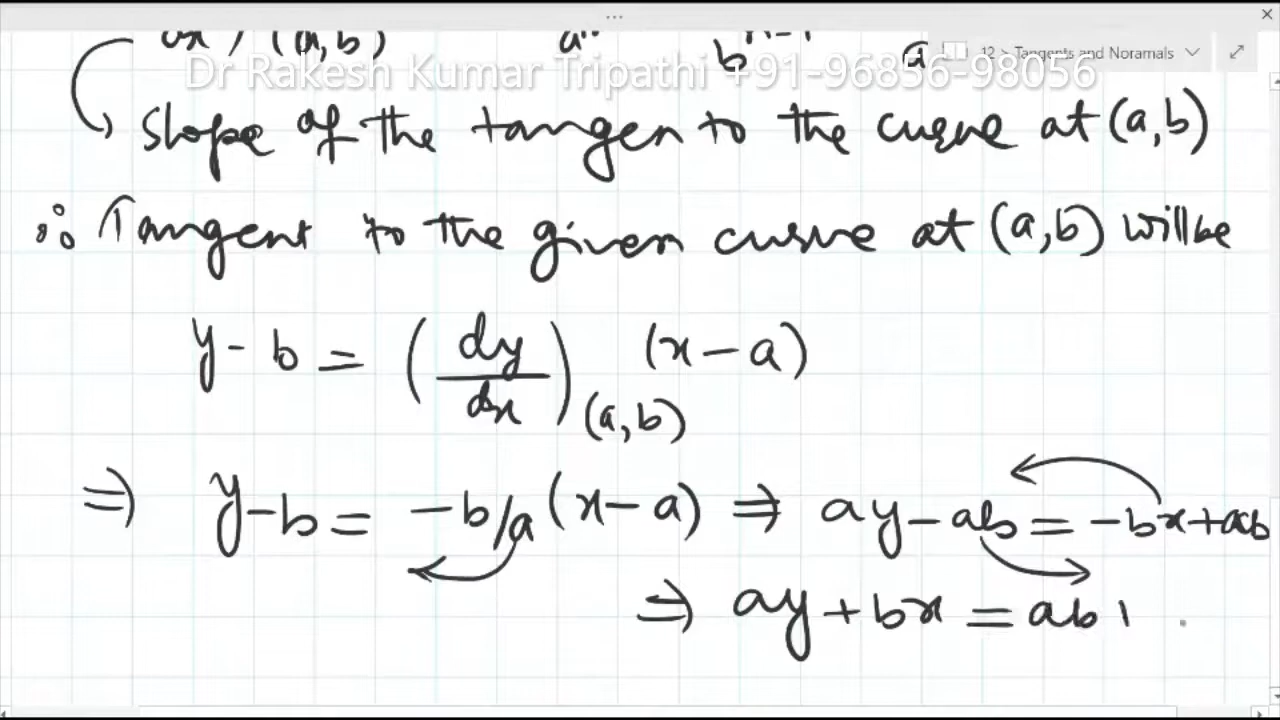 12 > Tangents and Noramals
Dr Rakesh Kumar Tripathi +91-96856-98056
slope of the tangen to the curve at (a,b)
∴ Tangent to the given curve at (a,b) will be
y - b = (dy/dx)(a,b) (x - a)
⇒ y - b = -b/a (x - a) ⇒ ay - ab = -bx + ab
⇒ ay + bx = ab